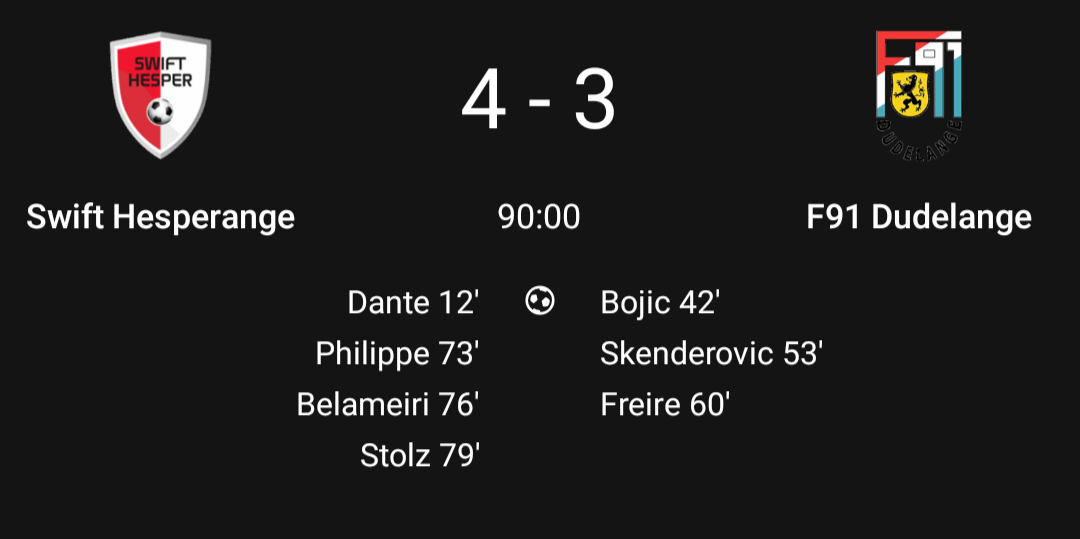 SWIFT
HESPER
F91
DUDELANGE
4 - 3
Swift Hesperange
90:00
F91 Dudelange
Dante 12'
Bojic 42'
Philippe 73'
Skenderovic 53'
Belameiri 76'
Freire 60'
Stolz 79'